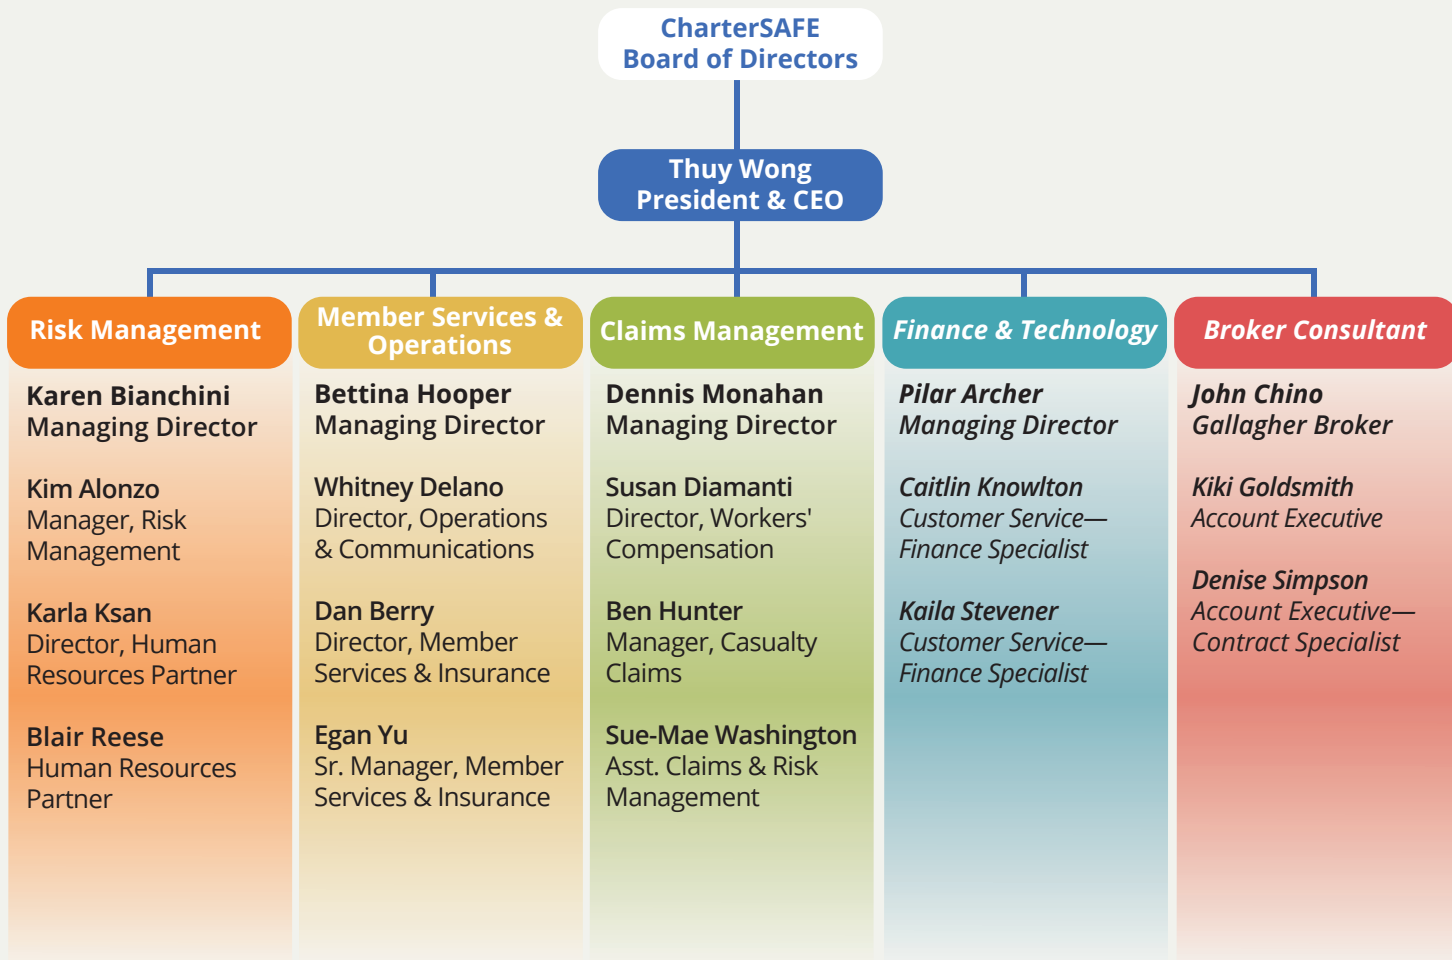 CharterSAFE
Board of Directors
Thuy Wong
President & CEO
Risk Management
Karen Bianchini
Managing Director
Kim Alonzo
Manager, Risk
Management
Karla Ksan
Director, Human
Resources Partner
Blair Reese
Human Resources
Partner
Member Services &
Operations
Bettina Hooper
Managing Director
Whitney Delano
Director, Operations
& Communications
Dan Berry
Director, Member
Services & Insurance
Egan Yu
Sr. Manager, Member
Services & Insurance
Claims Management
Dennis Monahan
Managing Director
Susan Diamanti
Director, Workers'
Compensation
Ben Hunter
Manager, Casualty
Claims
Sue-Mae Washington
Asst. Claims & Risk
Management
Finance & Technology
Pilar Archer
Managing Director
Caitlin Knowlton
Customer Service—
Finance Specialist
Kaila Stevener
Customer Service—
Finance Specialist
Broker Consultant
John Chino
Gallagher Broker
Kiki Goldsmith
Account Executive
Denise Simpson
Account Executive—
Contract Specialist